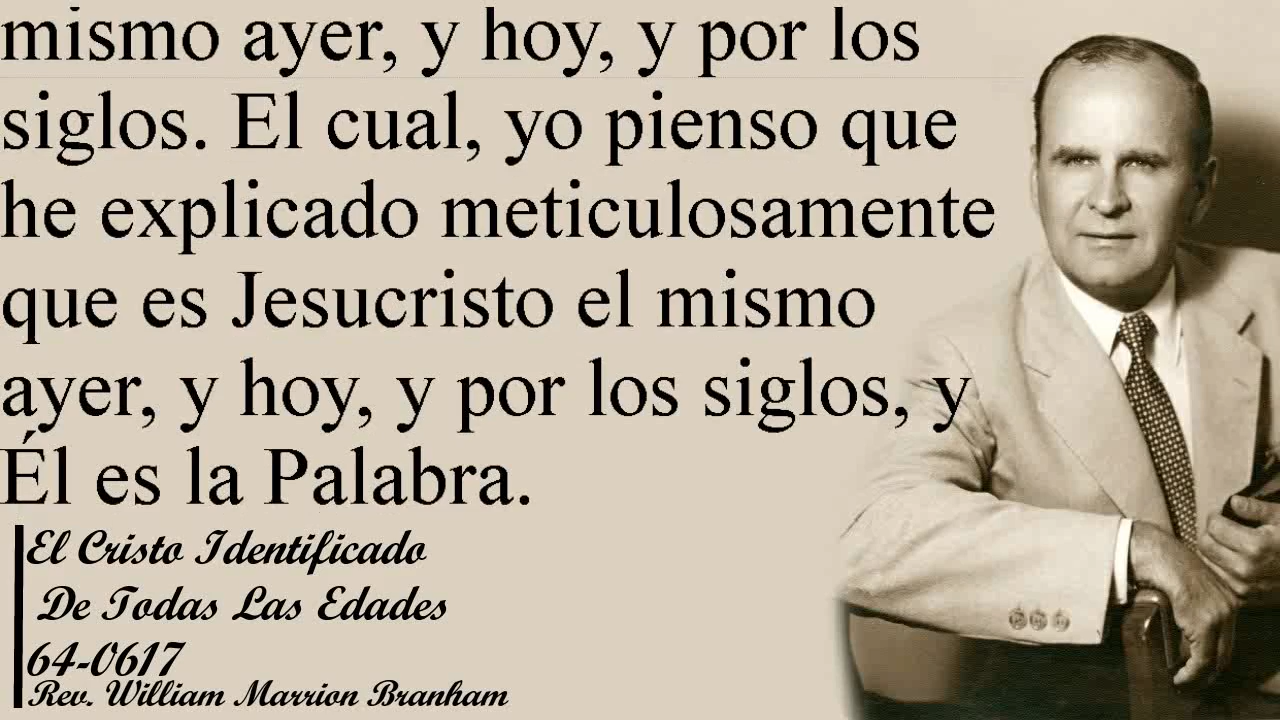 mismo ayer, y hoy, y por los
siglos. El cual, yo pienso que
he explicado meticulosamente
que es Jesucristo el mismo
ayer, y hoy, y por los siglos, y
Él es la Palabra.
El Cristo Identificado
De Todas Las Edades
64-0617
Rev. William Marrion Branham